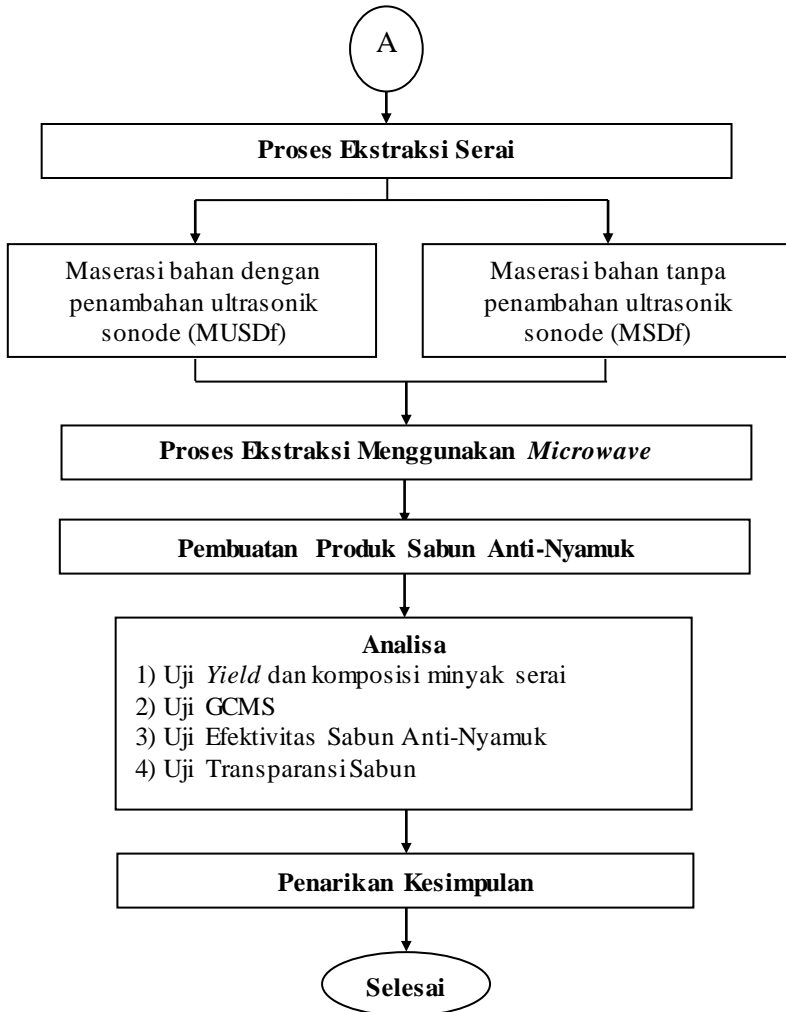 A
Proses Ekstraksi Serai
Maserasi bahan dengan
penambahan ultrasonik
sonode (MUSDf)
Maserasi bahan tanpa
penambahan ultrasonik
sonode (MSDf)
Proses Ekstraksi Menggunakan Microwave
Pembuatan Produk Sabun Anti-Nyamuk
Analisa
1) Uji Yield dan komposisi minyak serai
2) Uji GCMS
3) Uji Efektivitas Sabun Anti-Nyamuk
4) Uji Transparansi Sabun
Penarikan Kesimpulan
Selesai